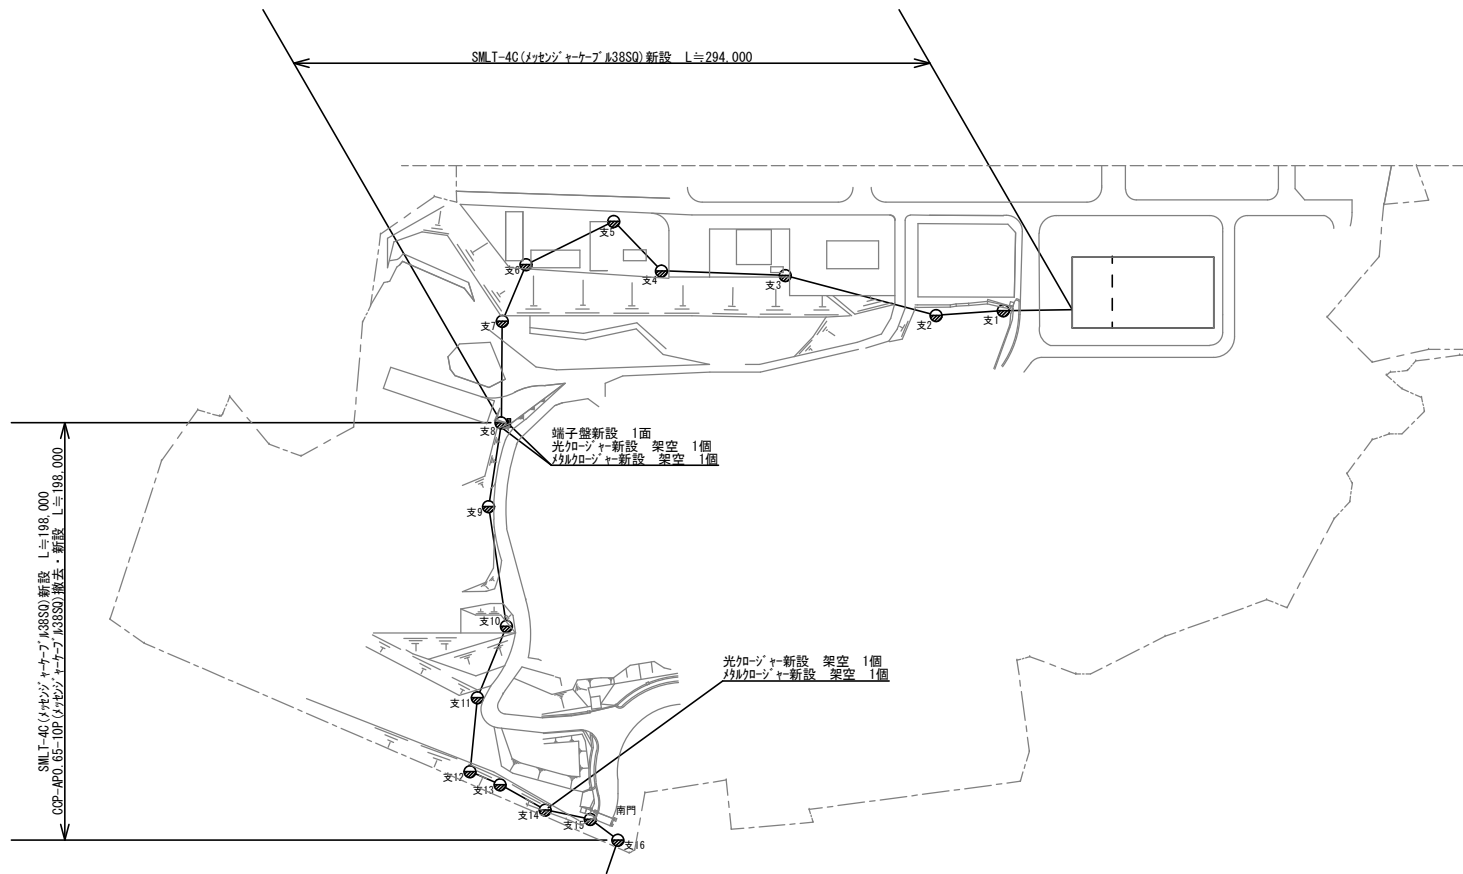 SMLT-4C(ﾒｯｾﾝｼﾞｬｰｹｰﾌﾞﾙ38SQ)新設　L≒294.000
支5
支6
支4
支3
支7
支2
支1
支8
端子盤新設　1面
光ｸﾛｰｼﾞｬｰ新設　架空　1個
ﾒﾀﾙｸﾛｰｼﾞｬｰ新設　架空　1個
SMLT-4C(ﾒｯｾﾝｼﾞｬｰｹｰﾌﾞﾙ38SQ)新設　L≒198.000
CCP-AP0.65-10P(ﾒｯｾﾝｼﾞｬｰｹｰﾌﾞﾙ38SQ)撤去・新設　L≒198.000
支9
支10
光ｸﾛｰｼﾞｬｰ新設　架空　1個
ﾒﾀﾙｸﾛｰｼﾞｬｰ新設　架空　1個
支11
支12
支13
支14
南門
支15
支16